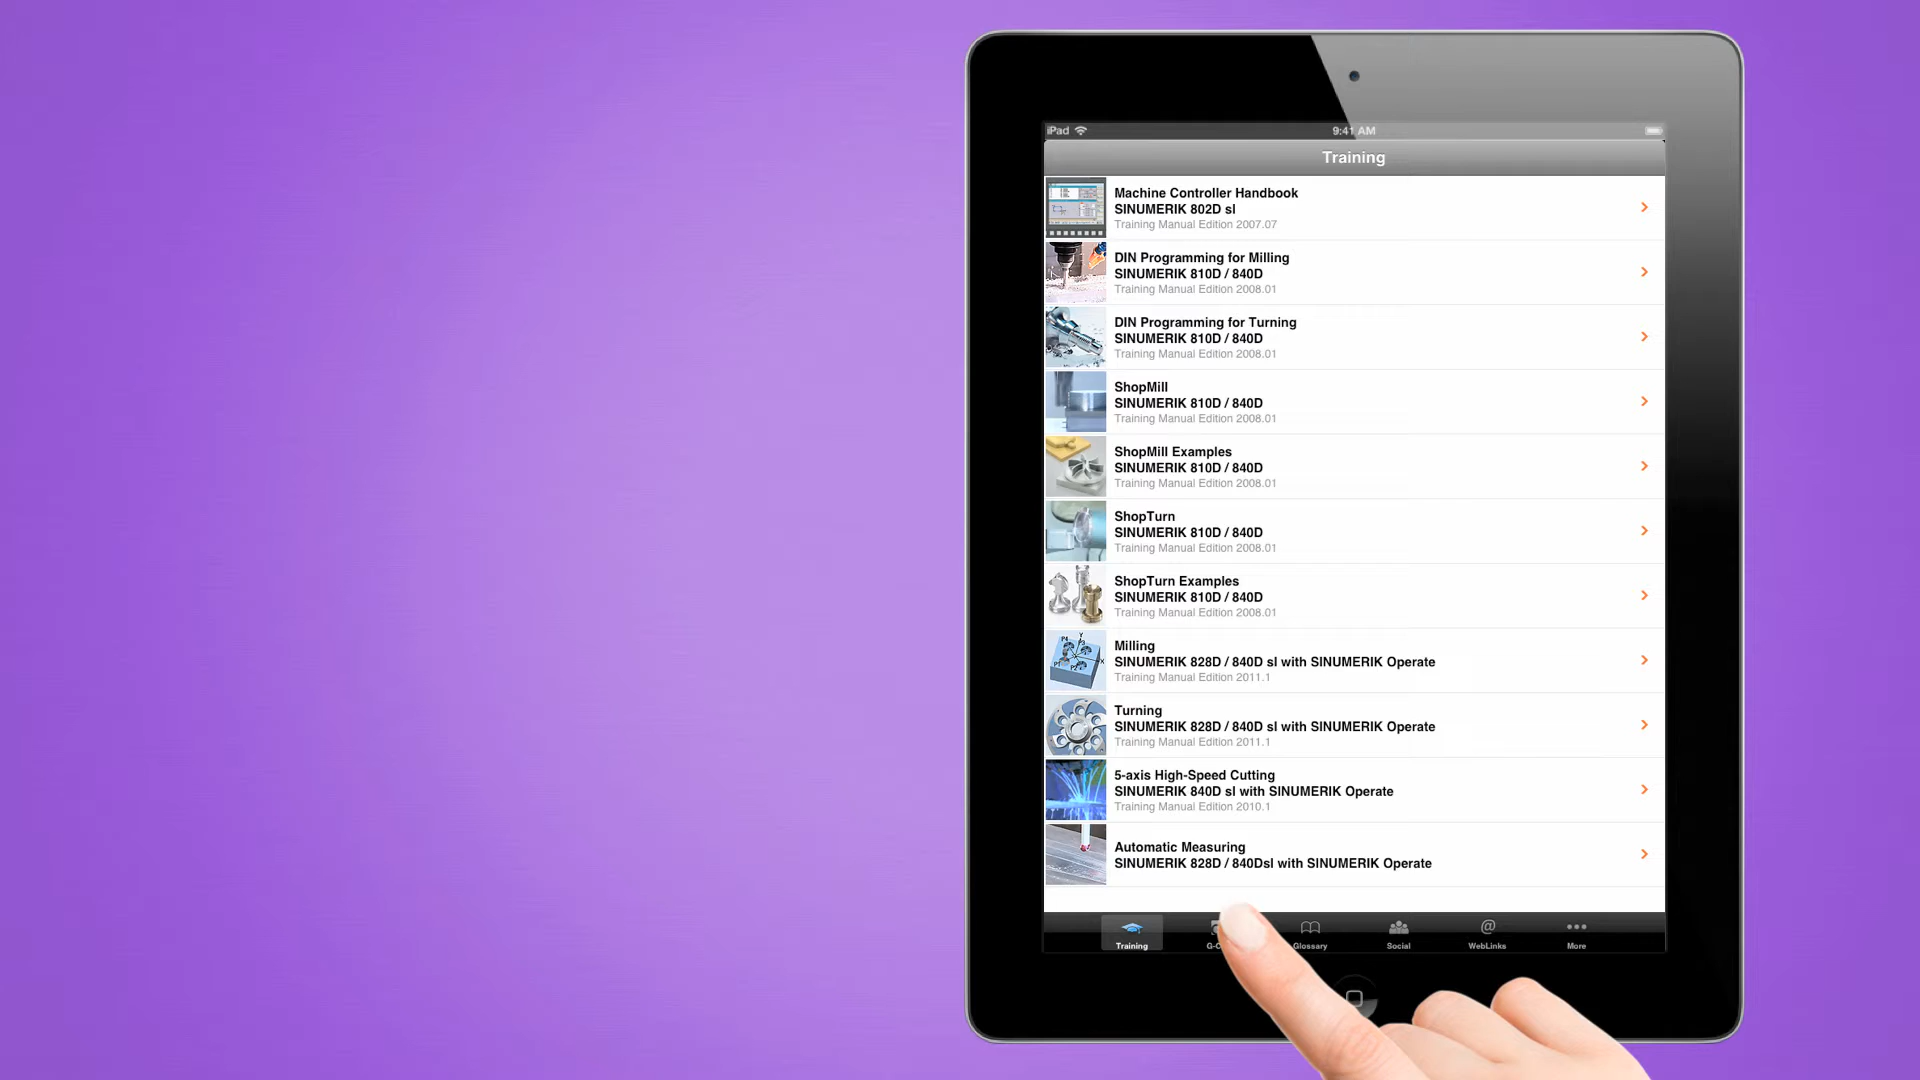 iPad
9:41 AM
Training
Machine Controller Handbook
SINUMERIK 802D sl
Training Manual Edition 2007.07
DIN Programming for Milling
SINUMERIK 810D / 840D
Training Manual Edition 2008.01
DIN Programming for Turning
SINUMERIK 810D / 840D
Training Manual Edition 2008.01
ShopMill
SINUMERIK 810D / 840D
Training Manual Edition 2008.01
ShopMill Examples
SINUMERIK 810D / 840D
Training Manual Edition 2008.01
ShopTurn
SINUMERIK 810D / 840D
Training Manual Edition 2008.01
ShopTurn Examples
SINUMERIK 810D / 840D
Training Manual Edition 2008.01
Milling
SINUMERIK 828D / 840D sl with SINUMERIK Operate
Training Manual Edition 2011.1
Turning
SINUMERIK 828D / 840D sl with SINUMERIK Operate
Training Manual Edition 2011.1
5-axis High-Speed Cutting
SINUMERIK 840D sl with SINUMERIK Operate
Training Manual Edition 2010.1
Automatic Measuring
SINUMERIK 828D / 840Dsl with SINUMERIK Operate
Training
Glossary
Social
WebLinks
More